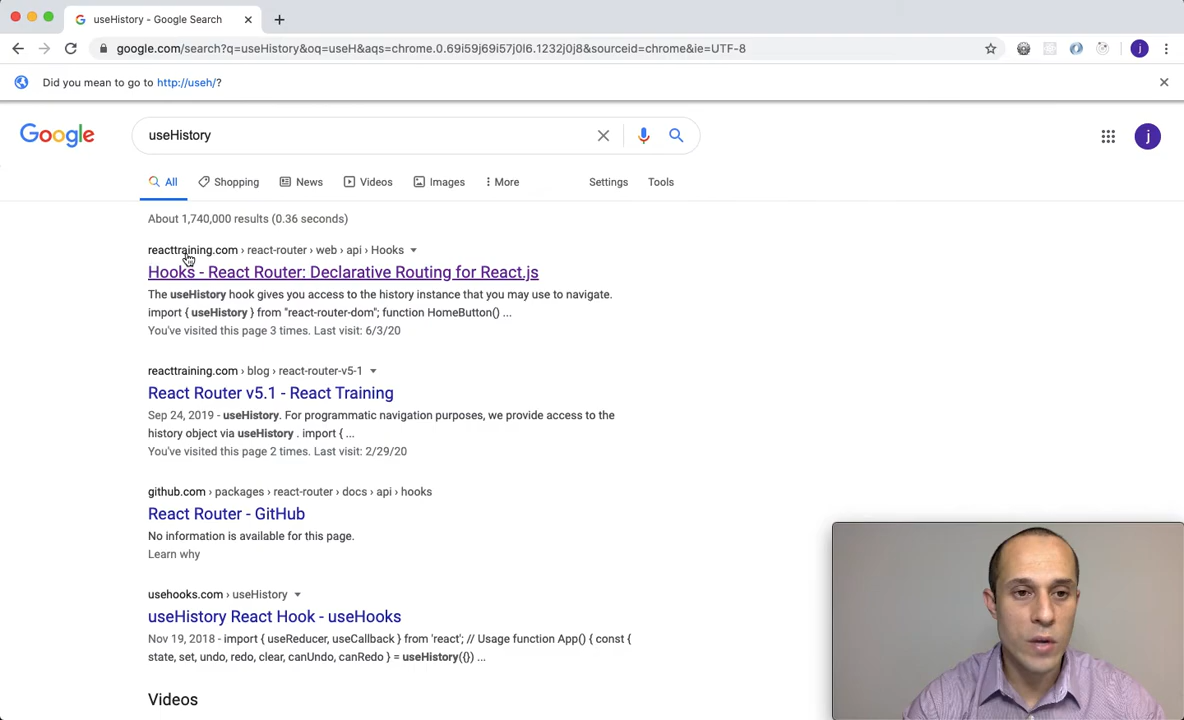 useHistory - Google Search
google.com/search?q=useHistory&oq=useH&aqs=chrome.0.69i59j69i57j0l6.1232j0j8&sourceid=chrome&ie=UTF-8
j
Did you mean to go to http://useh/?
Google
useHistory
j
All
Shopping
News
Videos
Images
More
Settings
Tools
About 1,740,000 results (0.36 seconds)
reacttraining.com › react-router › web › api › Hooks
Hooks - React Router: Declarative Routing for React.js
The useHistory hook gives you access to the history instance that you may use to navigate.
import { useHistory } from "react-router-dom"; function HomeButton() ...
You've visited this page 3 times. Last visit: 6/3/20
reacttraining.com › blog › react-router-v5-1
React Router v5.1 - React Training
Sep 24, 2019 - useHistory. For programmatic navigation purposes, we provide access to the
history object via useHistory . import { ...
You've visited this page 2 times. Last visit: 2/29/20
github.com › packages › react-router › docs › api › hooks
React Router - GitHub
No information is available for this page.
Learn why
usehooks.com › useHistory
useHistory React Hook - useHooks
Nov 19, 2018 - import { useReducer, useCallback } from 'react'; // Usage function App() { const {
state, set, undo, redo, clear, canUndo, canRedo } = useHistory({}) ...
Videos